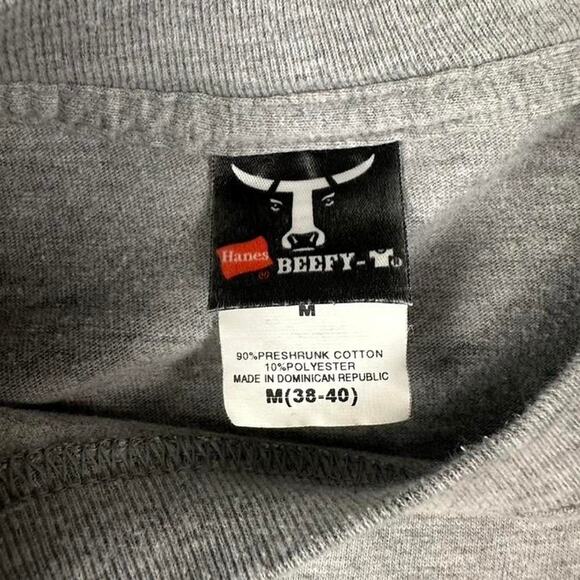 Hanes
BEEFY-T
M
90%PRESHRUNK COTTON
10%POLYESTER
MADE IN DOMINICAN REPUBLIC
M(38-40)